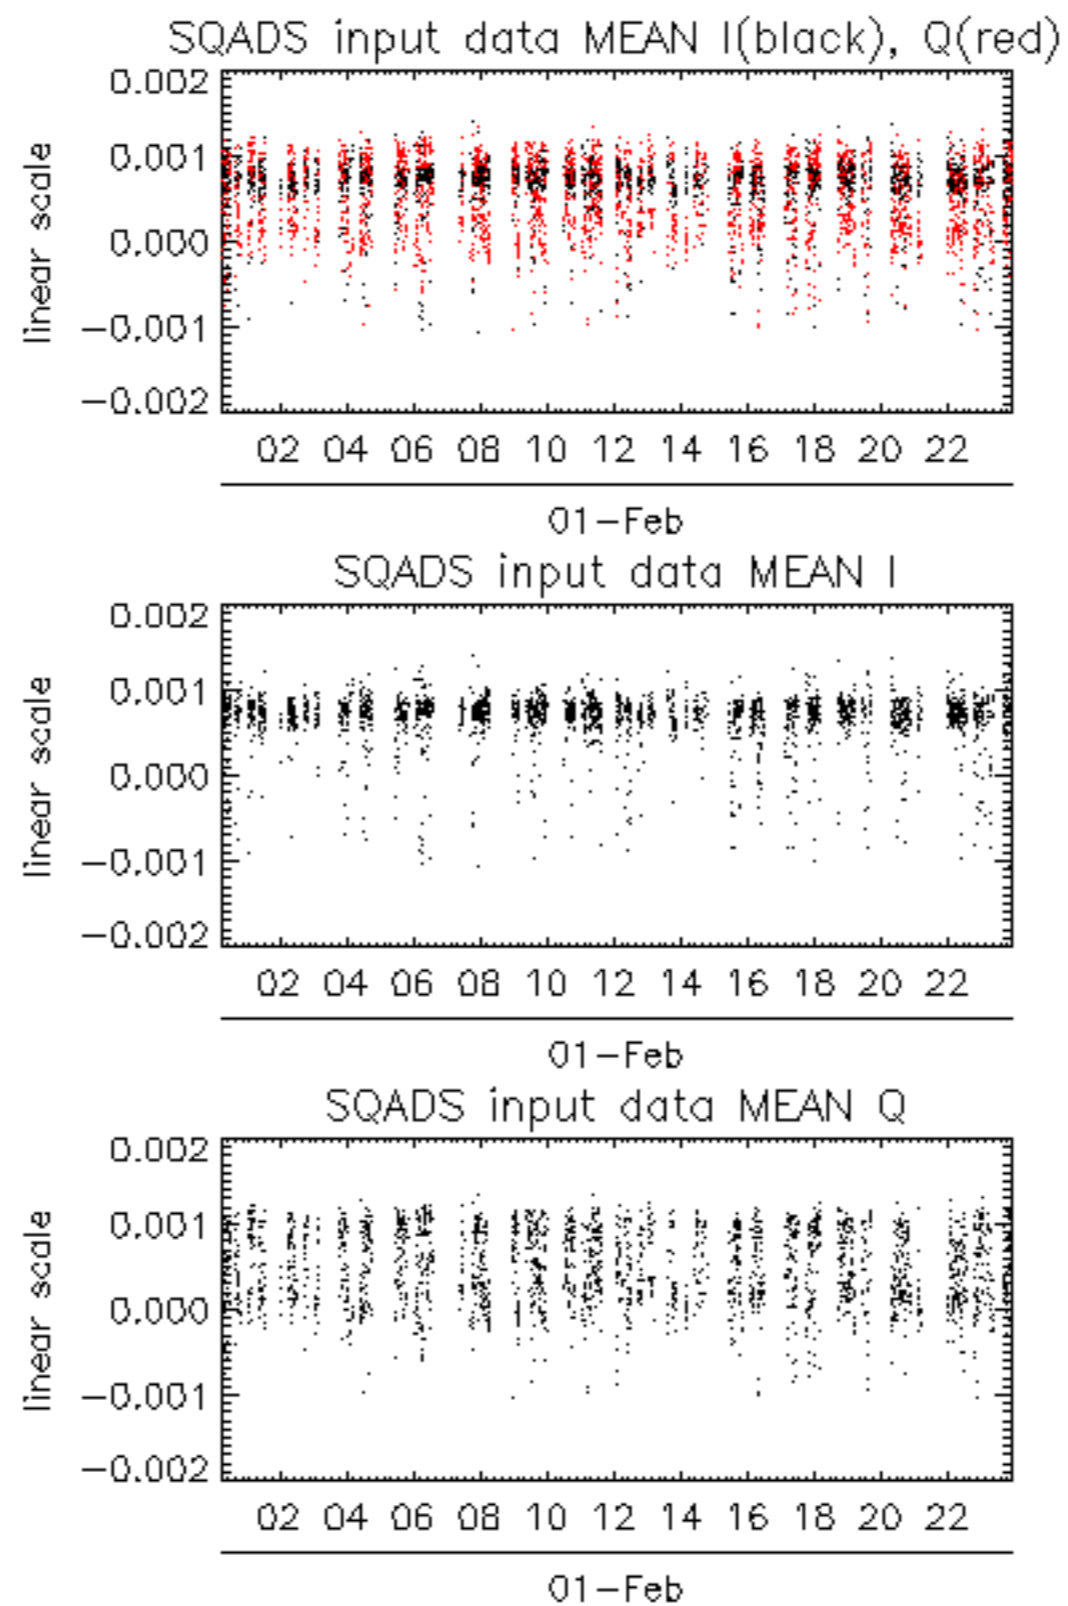 SQADS input data MEAN I(black), Q(red)
0.002
0.001
0.000
−0.001
−0.002
linear scale
02 04 06 08 10 12 14 16 18 20 22
01−Feb
SQADS input data MEAN I
0.002
0.001
0.000
−0.001
−0.002
linear scale
02 04 06 08 10 12 14 16 18 20 22
01−Feb
SQADS input data MEAN Q
0.002
0.001
0.000
−0.001
−0.002
linear scale
02 04 06 08 10 12 14 16 18 20 22
01−Feb